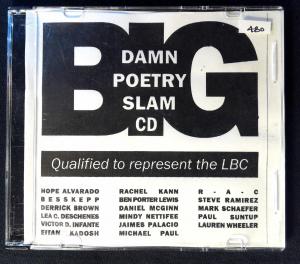 480
BIG
DAMN
POETRY
SLAM
CD
Qualified to represent the LBC
HOPE ALVARADO
BESSKEPP
DERRICK BROWN
LEA C. DESCHENES
VICTOR D. INFANTE
EITAN KADOSH
RACHEL KANN
BEN PORTER LEWIS
DANIEL MCGINN
MINDY NETTIFEE
JAIMES PALACIO
MICHAEL PAUL
R-A-C
STEVE RAMIREZ
MARK SCHAEFER
PAUL SUNTUP
LAUREN WHEELER